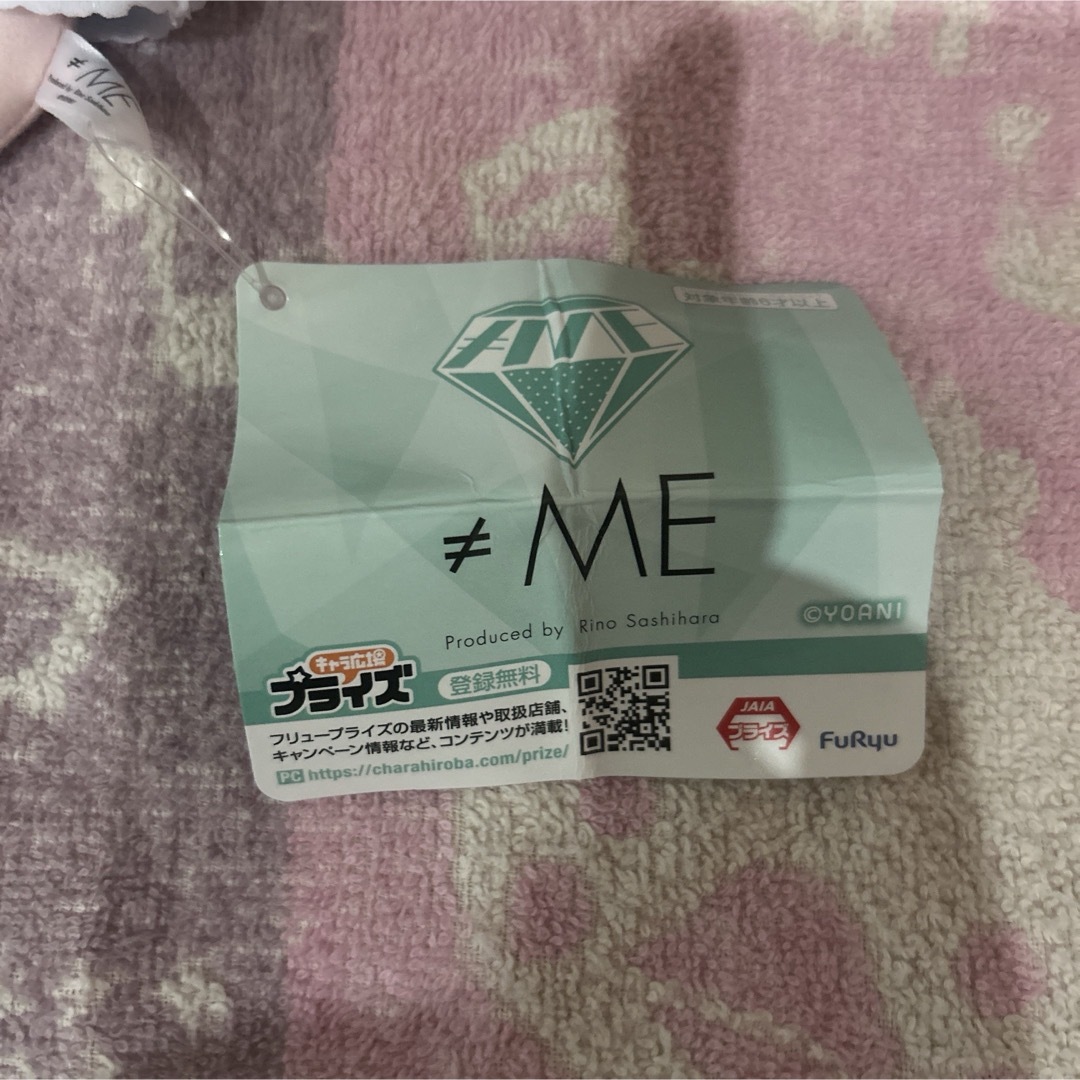 ≠ME
Produced by Rino Sashihara
≠ME
対象年齢6才以上
≠ME
Produced by Rino Sashihara
©YOANI
キャラ広場
プライズ
登録無料
フリュープライズの最新情報や取扱店舗、
キャンペーン情報など、コンテンツが満載!
PC https://charahiroba.com/prize/
JAIA
プライズ
FuRyu